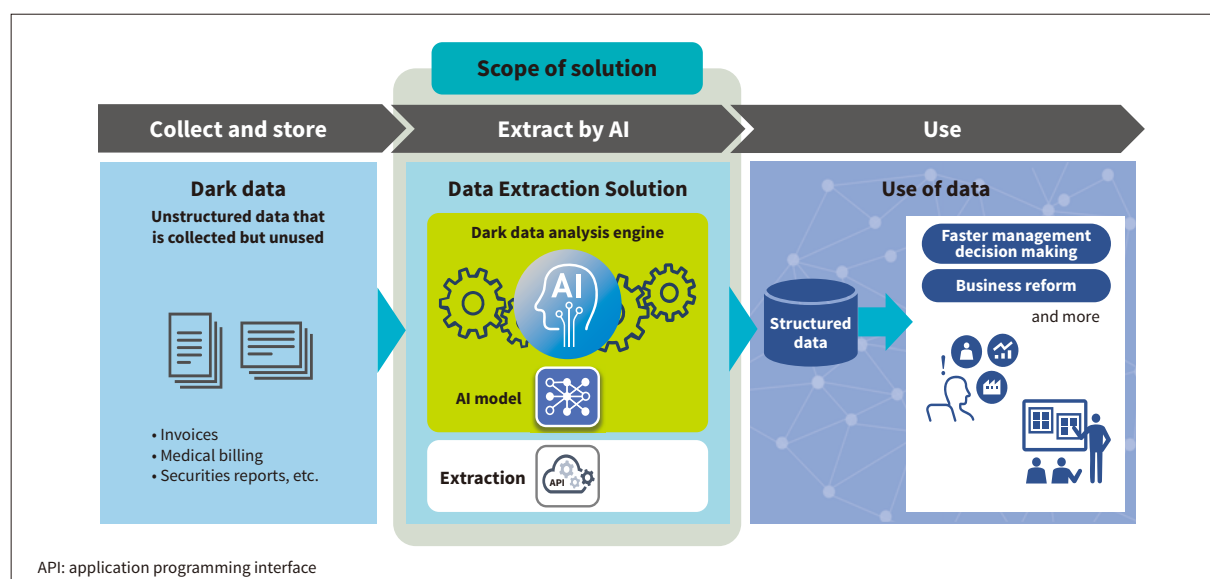 Scope of solution
Collect and store
Extract by AI
Use
Dark data
Unstructured data that
is collected but unused
• Invoices
• Medical billing
• Securities reports, etc.
Data Extraction Solution
Dark data analysis engine
AI
AI model
Extraction
API
Use of data
Structured
data
Faster management
decision making
Business reform
and more
!
API: application programming interface